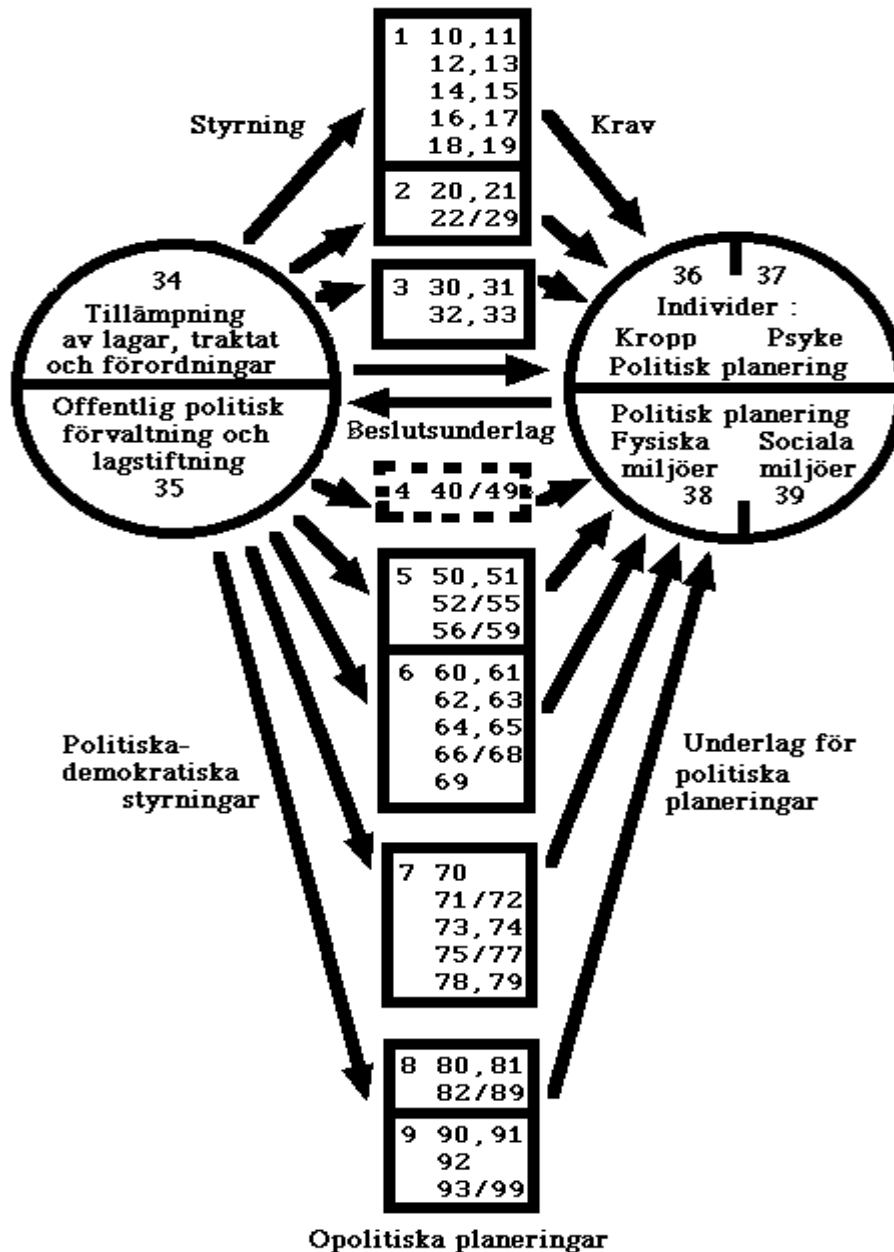 1 10,11
12,13
14,15
16,17
18,19
Styrning
Krav
2 20,21
22/29
3 30,31
32,33
34
Tillämpning
av lagar, traktat
och förordningar
Offentlig politisk
förvaltning och
lagstiftning
35
36 37
Individer :
Kropp Psyke
Politisk planering
Politisk planering
Fysiska Sociala
miljöer miljöer
38 39
Beslutsunderlag
4 40/49
5 50,51
52/55
56/59
6 60,61
62,63
64,65
66/68
69
Politiska-
demokratiska
styrningar
Underlag för
politiska
planeringar
7 70
71/72
73,74
75/77
78,79
8 80,81
82/89
9 90,91
92
93/99
Opolitiska planeringar